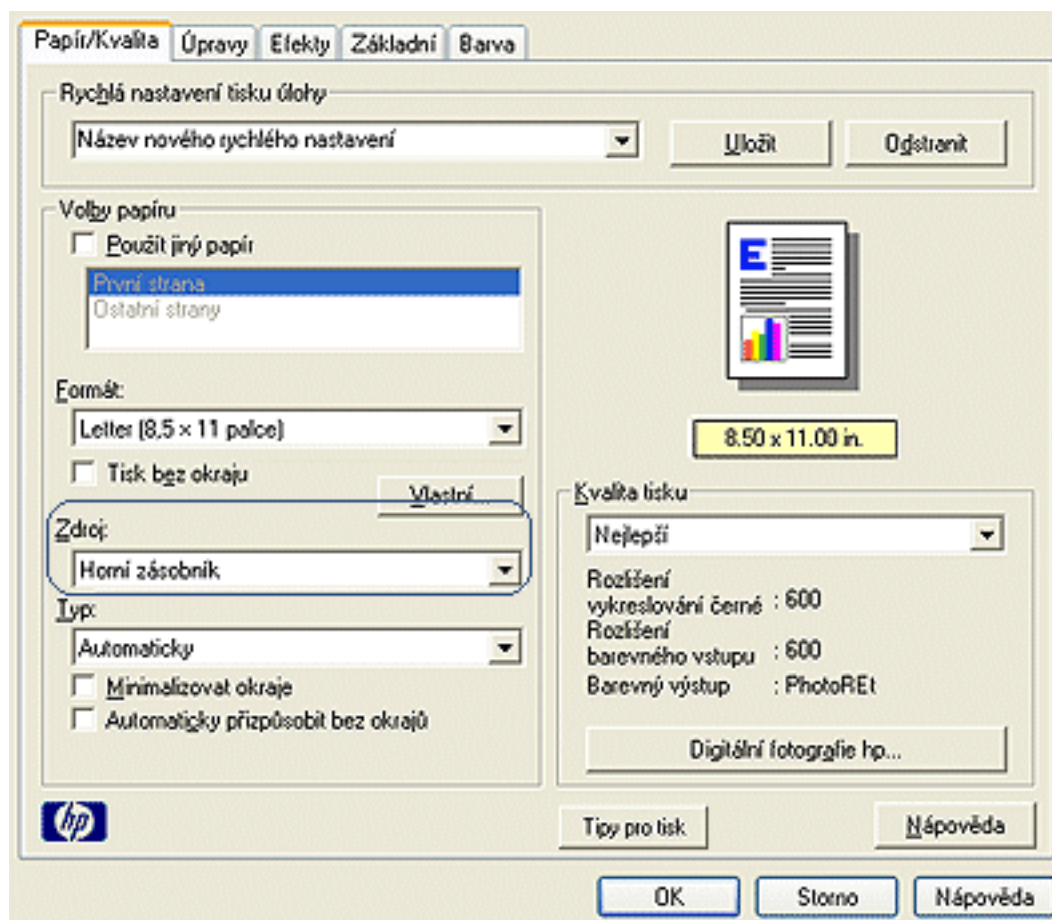 Papír/Kvalita Úpravy Efekty Základní Barva
Rychlá nastavení tisku úlohy
Název nového rychlého nastavení Uložit Odstranit
Volby papíru
Použít jiný papír
První strana
Ostatní strany
E
Formát:
Letter (8,5 × 11 palce)
8.50 x 11.00 in.
Tisk bez okraju
Vlastní...
Zdroj:
Horní zásobník
Typ:
Automaticky
Minimalizovat okraje
Automaticky přizpůsobit bez okrajů
Kvalita tisku
Nejlepší
Rozlišení
vykreslování černé : 600
Rozlišení
barevného vstupu : 600
Barevný výstup : PhotoREt
Digitální fotografie hp...
hp
Tipy pro tisk Nápověda
OK Storno Nápověda